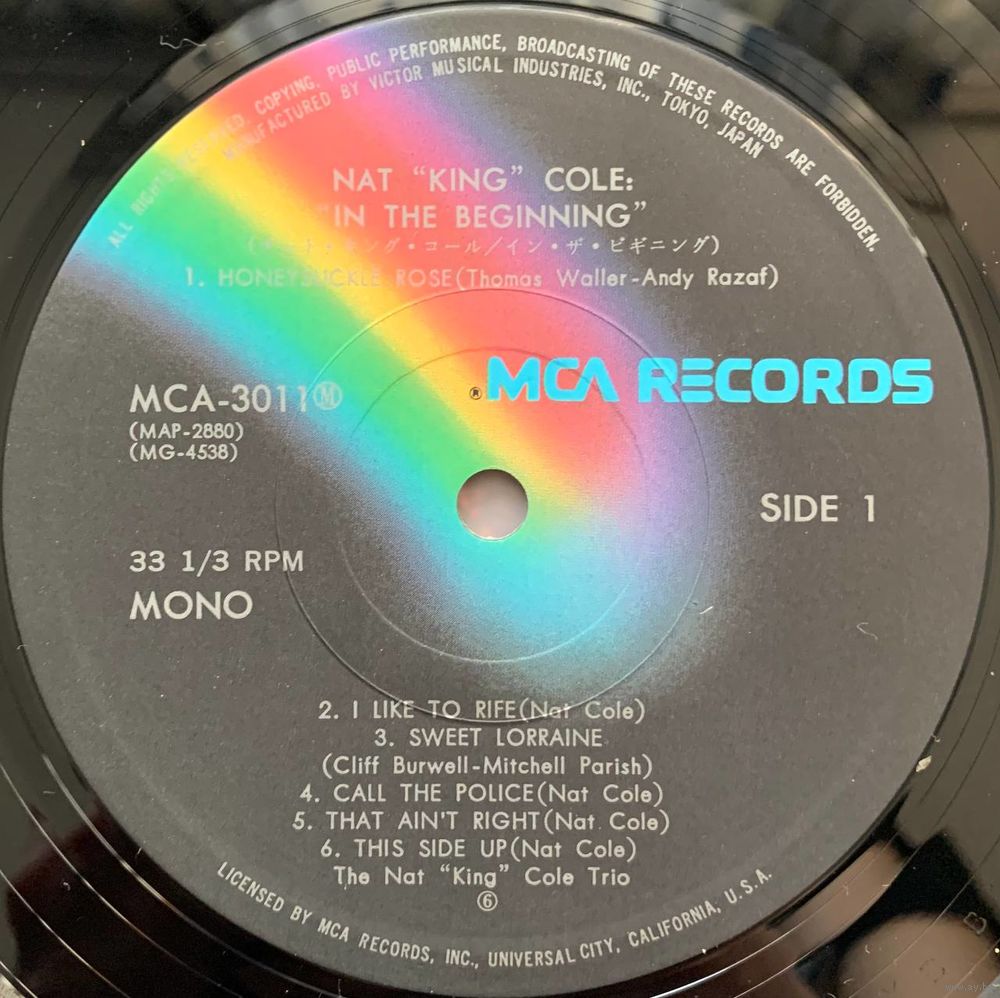 ALL RIGHTS RESERVED. COPYING, PUBLIC PERFORMANCE, BROADCASTING OF THESE RECORDS ARE FORBIDDEN.
MANUFACTURED BY VICTOR MUSICAL INDUSTRIES, INC., TOKYO, JAPAN
NAT “KING” COLE:
“IN THE BEGINNING”
(ナット・キング・コール/イン・ザ・ビギニング)
1. HONEYSUCKLE ROSE(Thomas Waller-Andy Razaf)
®MCA RECORDS
MCA-3011Ⓜ
(MAP-2880)
(MG-4538)
SIDE 1
33 1/3 RPM
MONO
2. I LIKE TO RIFE(Nat Cole)
3. SWEET LORRAINE
(Cliff Burwell-Mitchell Parish)
4. CALL THE POLICE(Nat Cole)
5. THAT AIN'T RIGHT(Nat Cole)
6. THIS SIDE UP(Nat Cole)
The Nat “King” Cole Trio
⑥
LICENSED BY MCA RECORDS, INC., UNIVERSAL CITY, CALIFORNIA, U.S.A.